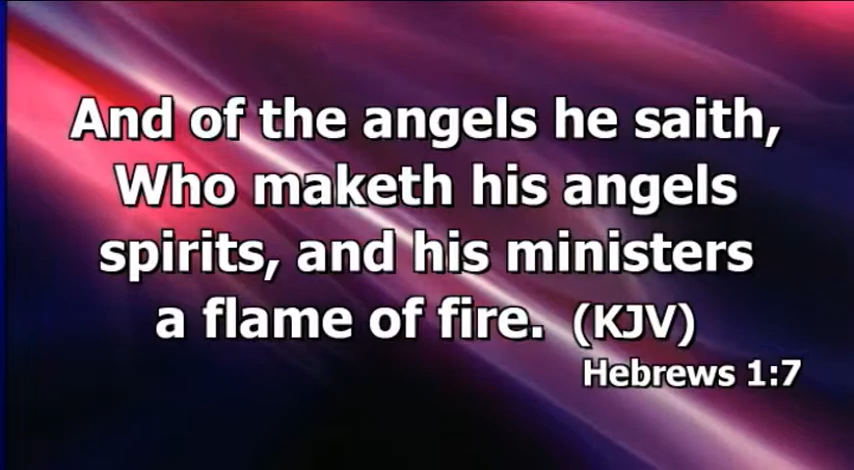 And of the angels he saith,
Who maketh his angels
spirits, and his ministers
a flame of fire. (KJV)
Hebrews 1:7